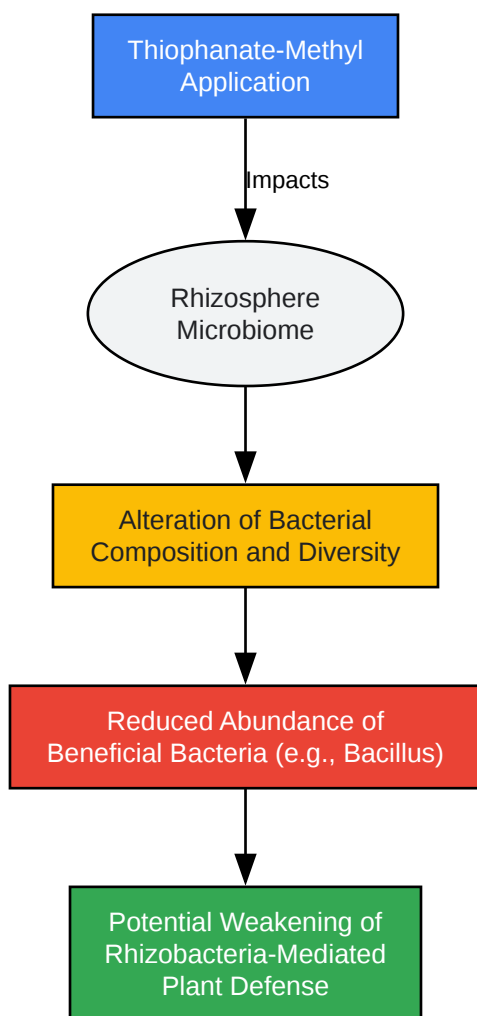 Thiophanate-Methyl
Application
Impacts
Rhizosphere
Microbiome
Alteration of Bacterial
Composition and Diversity
Reduced Abundance of
Beneficial Bacteria (e.g., Bacillus)
Potential Weakening of
Rhizobacteria-Mediated
Plant Defense